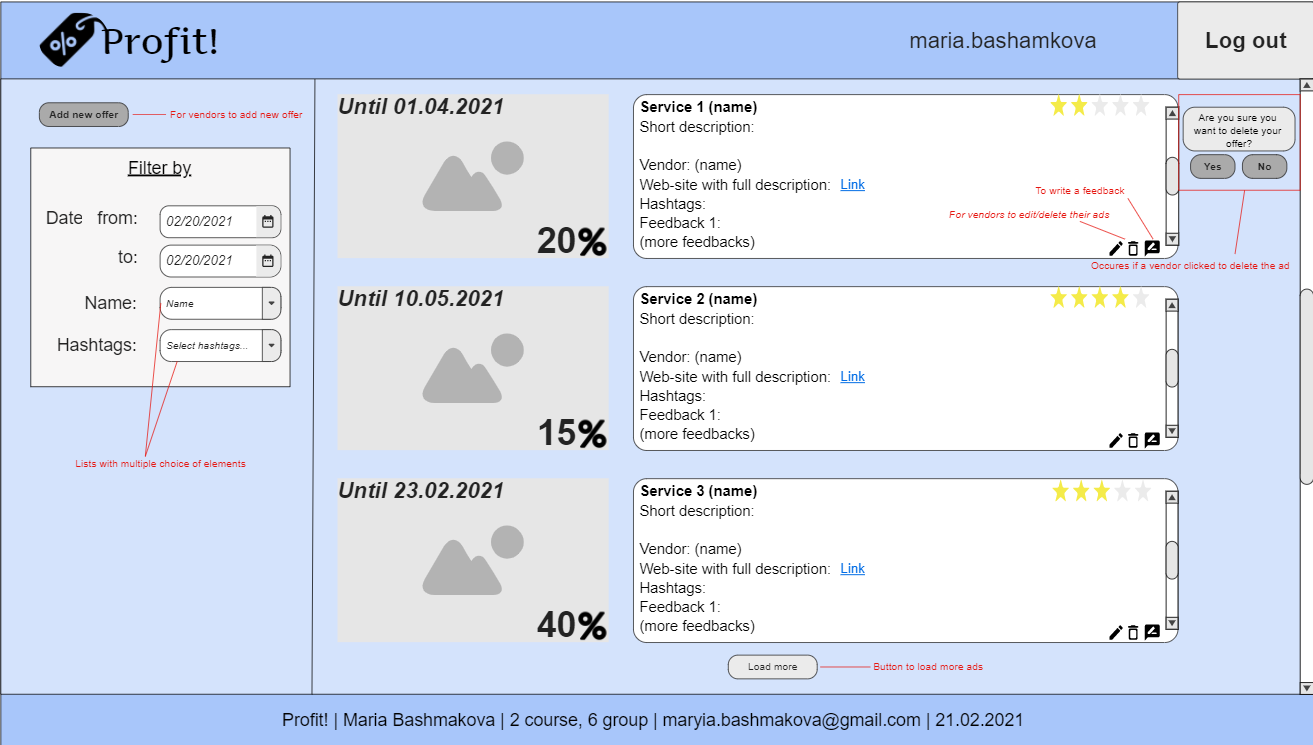 % Profit!
maria.bashamkova
Log out
Add new offer
For vendors to add new offer
Filter by
Date from:
02/20/2021
to:
02/20/2021
Name:
Name
Hashtags:
Select hashtags...
Lists with multiple choice of elements
Until 01.04.2021
20%
Service 1 (name)
Short description:
Vendor: (name)
Web-site with full description: Link
Hashtags:
Feedback 1:
(more feedbacks)
To write a feedback
For vendors to edit/delete their ads
Are you sure you
want to delete your
offer?
Yes
No
Occures if a vendor clicked to delete the ad
Until 10.05.2021
15%
Service 2 (name)
Short description:
Vendor: (name)
Web-site with full description: Link
Hashtags:
Feedback 1:
(more feedbacks)
Until 23.02.2021
40%
Service 3 (name)
Short description:
Vendor: (name)
Web-site with full description: Link
Hashtags:
Feedback 1:
(more feedbacks)
Load more
Button to load more ads
Profit! | Maria Bashmakova | 2 course, 6 group | maryia.bashmakova@gmail.com | 21.02.2021